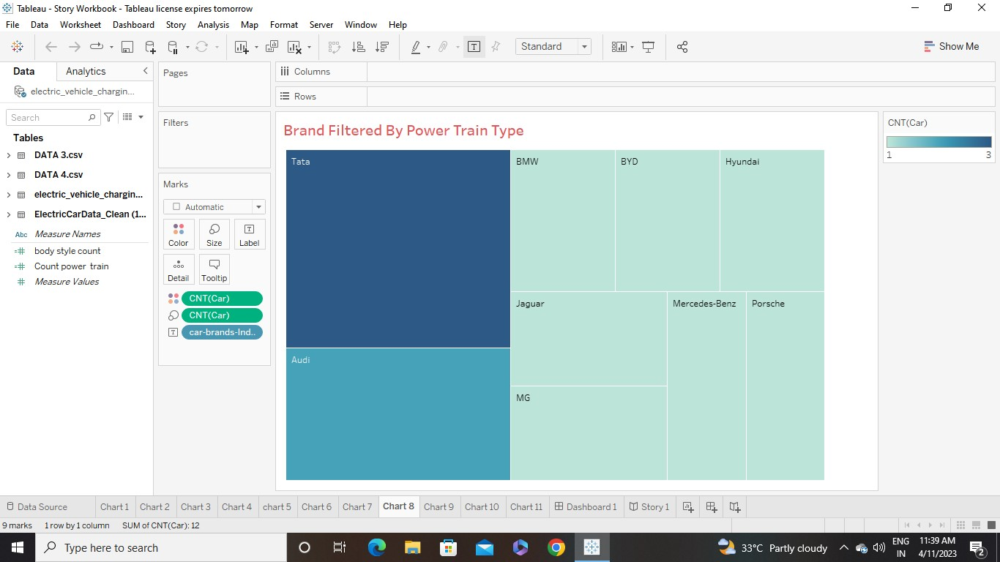 Tableau - Story Workbook - Tableau license expires tomorrow
File Data Worksheet Dashboard Story Analysis Map Format Server Window Help
Standard
Show Me
Data Analytics
electric_vehicle_chargin...
Search
Tables
DATA 3.csv
DATA 4.csv
electric_vehicle_chargin...
ElectricCarData_Clean (1...
Abc Measure Names
body style count
Count power train
Measure Values
Pages
Filters
Marks
Automatic
Color Size Label
Detail Tooltip
CNT(Car)
CNT(Car)
car-brands-Ind..
Columns
Rows
Brand Filtered By Power Train Type
Tata
BMW
BYD
Hyundai
Jaguar
Mercedes-Benz
Porsche
Audi
MG
CNT(Car)
1 3
Data Source Chart 1 Chart 2 Chart 3 Chart 4 chart 5 Chart 6 Chart 7 Chart 8 Chart 9 Chart 10 Chart 11 Dashboard 1 Story 1
9 marks 1 row by 1 column SUM of CNT(Car): 12
Type here to search
33°C Partly cloudy
ENG
IN
11:39 AM
4/11/2023
2